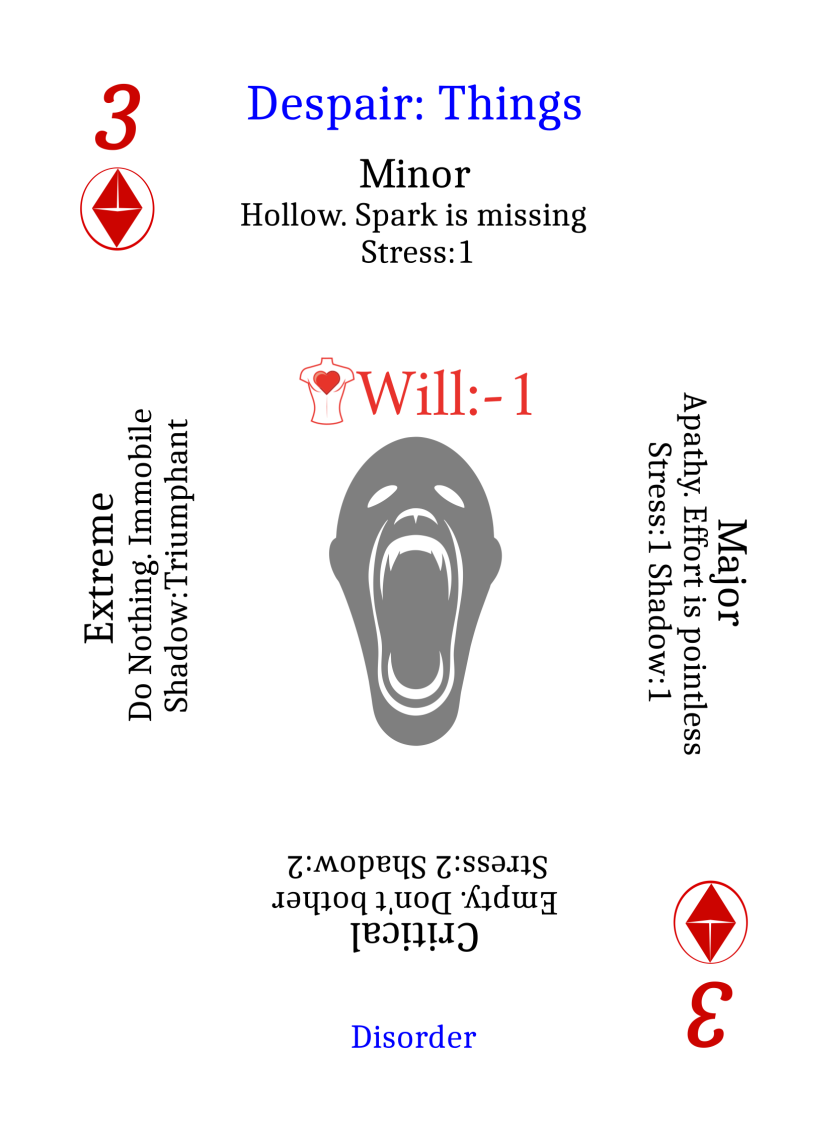 3
Despair: Things
Minor
Hollow. Spark is missing
Stress:1
Will:-1
Major
Apathy. Effort is pointless
Stress:1 Shadow:1
Critical
Empty. Don't bother
Stress:2 Shadow:2
Extreme
Do Nothing. Immobile
Shadow:Triumphant
Disorder
3